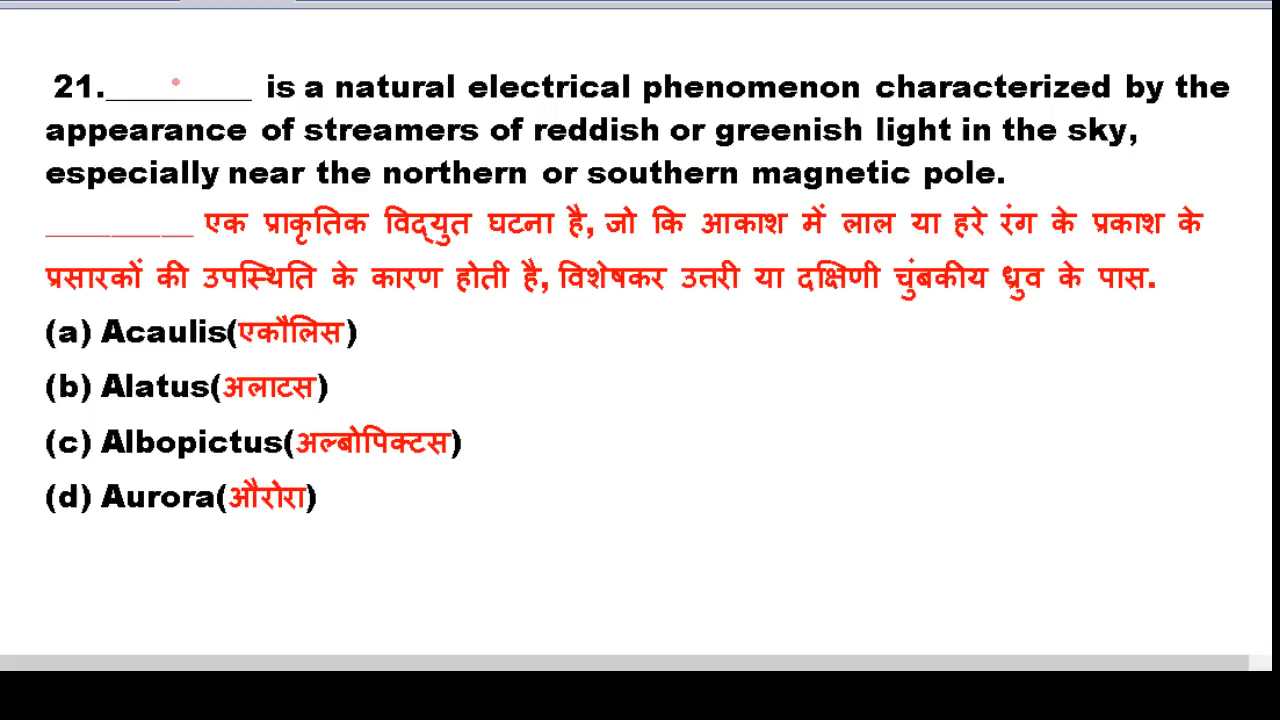 21.________ is a natural electrical phenomenon characterized by the
appearance of streamers of reddish or greenish light in the sky,
especially near the northern or southern magnetic pole.
________ एक प्राकृतिक विद्युत घटना है, जो कि आकाश में लाल या हरे रंग के प्रकाश के
प्रसारकों की उपस्थिति के कारण होती है, विशेषकर उत्तरी या दक्षिणी चुंबकीय ध्रुव के पास.
(a) Acaulis(एकौलिस)
(b) Alatus(अलाटस)
(c) Albopictus(अल्बोपिक्टस)
(d) Aurora(औरोरा)